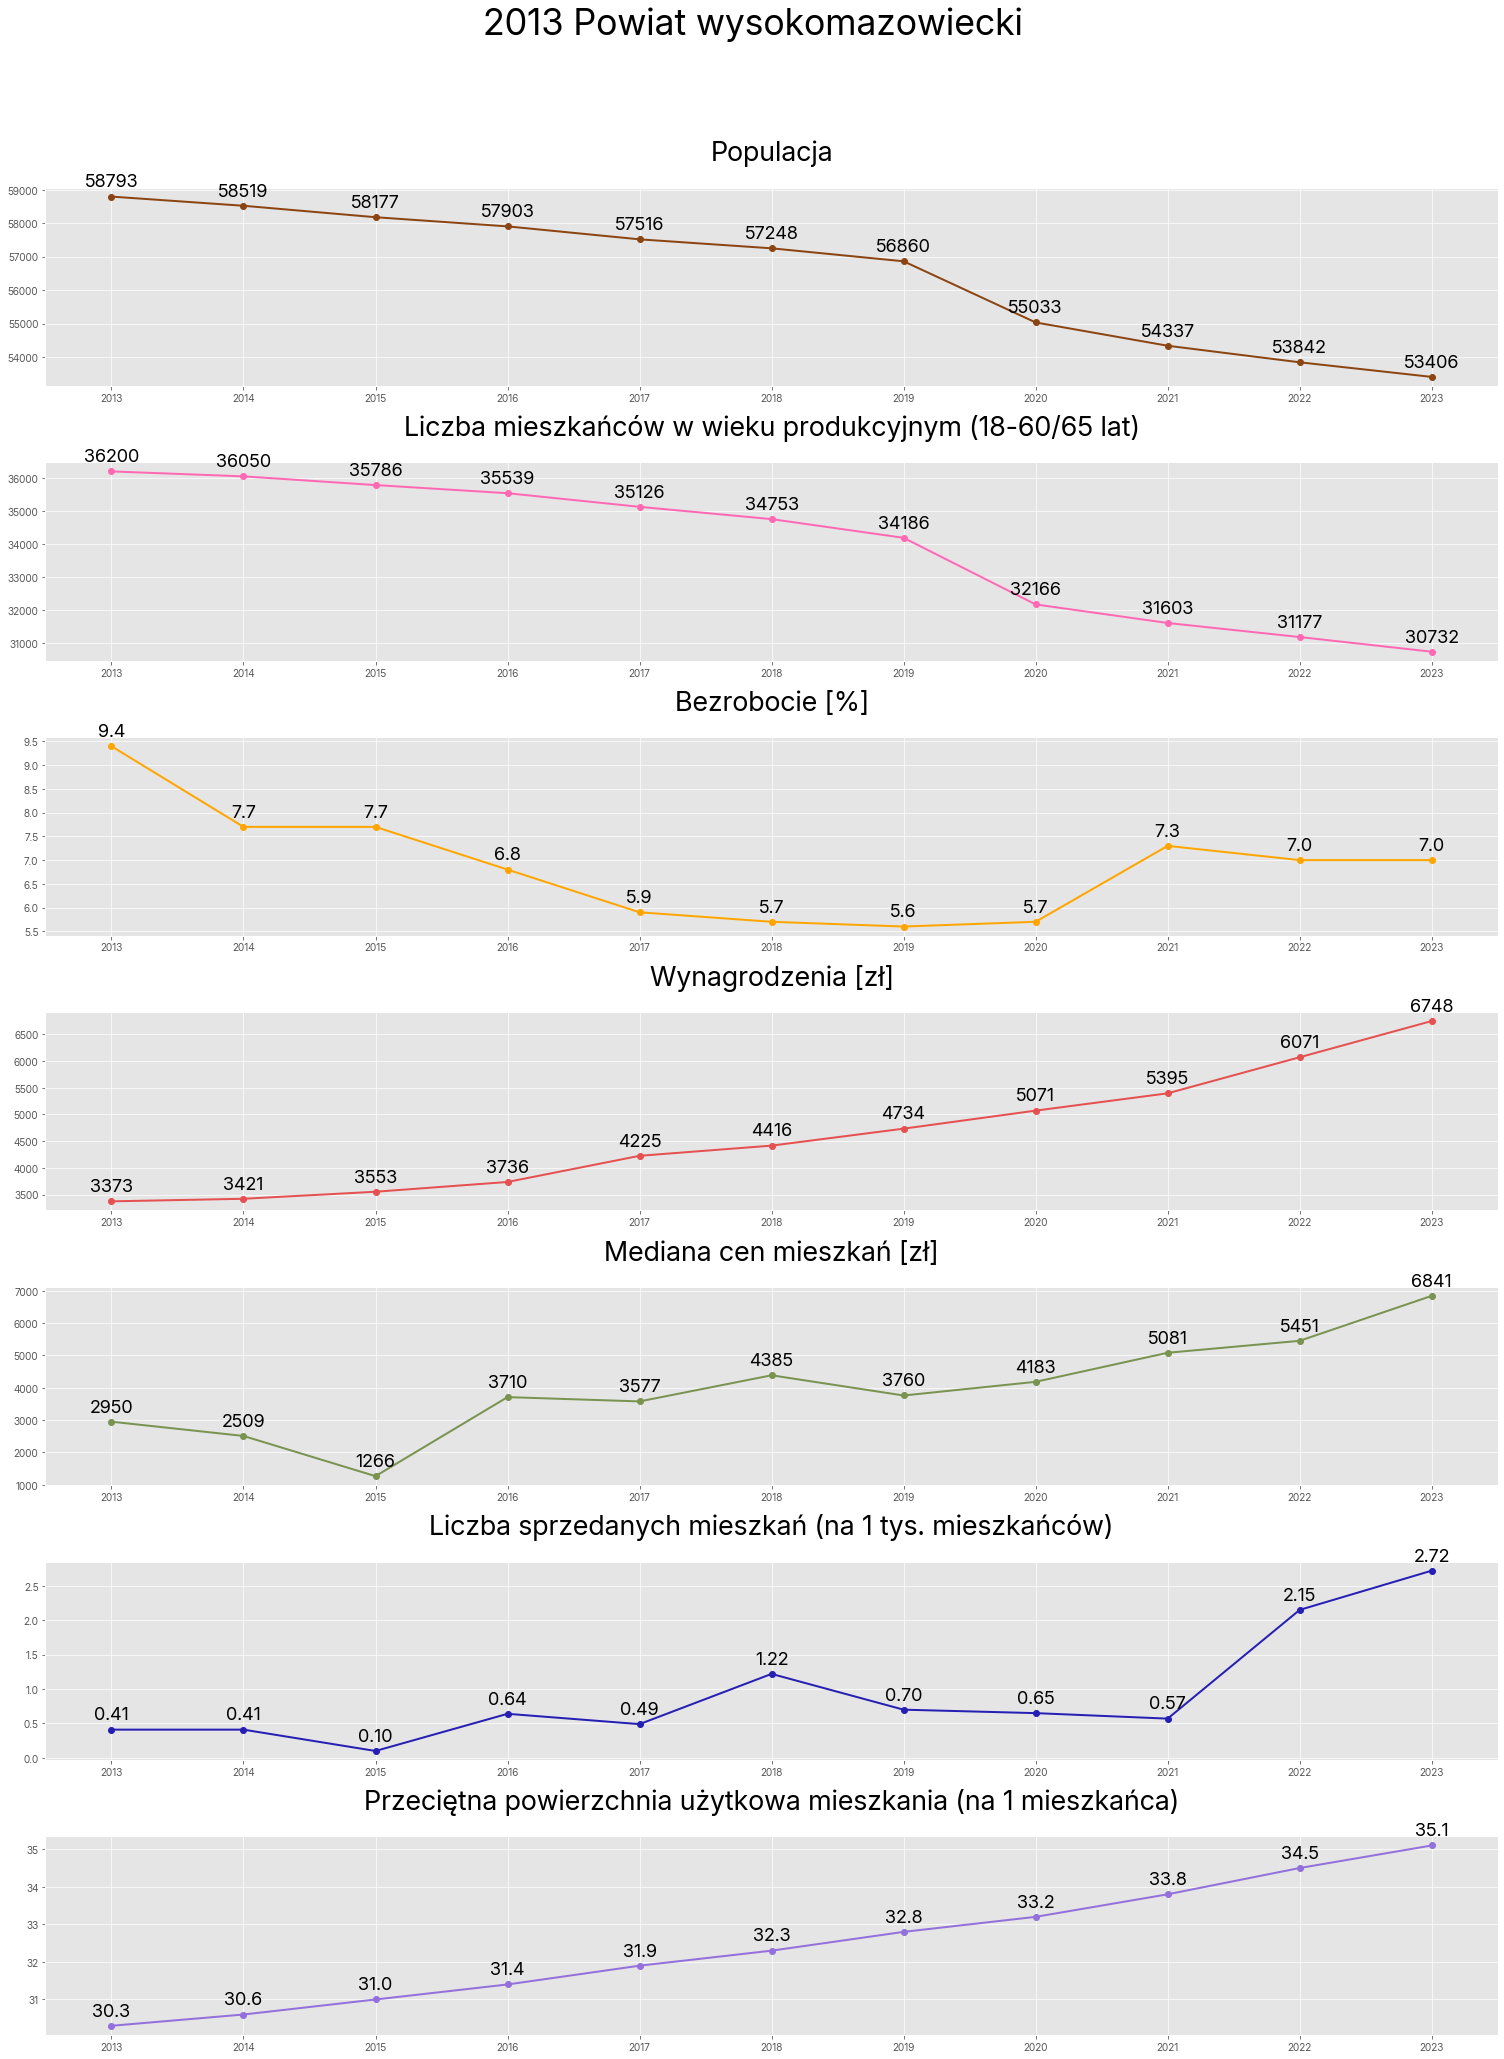 2013 Powiat wysokomazowiecki
Populacja
58793 58519 58177 57903 57516 57248 56860 55033 54337 53842 53406
59000
58000
57000
56000
55000
54000
2013 2014 2015 2016 2017 2018 2019 2020 2021 2022 2023
Liczba mieszkańców w wieku produkcyjnym (18-60/65 lat)
36200 36050 35786 35539 35126 34753 34186 32166 31603 31177 30732
36000
35000
34000
33000
32000
31000
2013 2014 2015 2016 2017 2018 2019 2020 2021 2022 2023
Bezrobocie [%]
9.4 7.7 7.7 6.8 5.9 5.7 5.6 5.7 7.3 7.0 7.0
9.5
9.0
8.5
8.0
7.5
7.0
6.5
6.0
5.5
2013 2014 2015 2016 2017 2018 2019 2020 2021 2022 2023
Wynagrodzenia [zł]
3373 3421 3553 3736 4225 4416 4734 5071 5395 6071 6748
6500
6000
5500
5000
4500
4000
3500
2013 2014 2015 2016 2017 2018 2019 2020 2021 2022 2023
Mediana cen mieszkań [zł]
2950 2509 1266 3710 3577 4385 3760 4183 5081 5451 6841
7000
6000
5000
4000
3000
2000
1000
2013 2014 2015 2016 2017 2018 2019 2020 2021 2022 2023
Liczba sprzedanych mieszkań (na 1 tys. mieszkańców)
0.41 0.41 0.10 0.64 0.49 1.22 0.70 0.65 0.57 2.15 2.72
2.5
2.0
1.5
1.0
0.5
0.0
2013 2014 2015 2016 2017 2018 2019 2020 2021 2022 2023
Przeciętna powierzchnia użytkowa mieszkania (na 1 mieszkańca)
30.3 30.6 31.0 31.4 31.9 32.3 32.8 33.2 33.8 34.5 35.1
35
34
33
32
31
2013 2014 2015 2016 2017 2018 2019 2020 2021 2022 2023